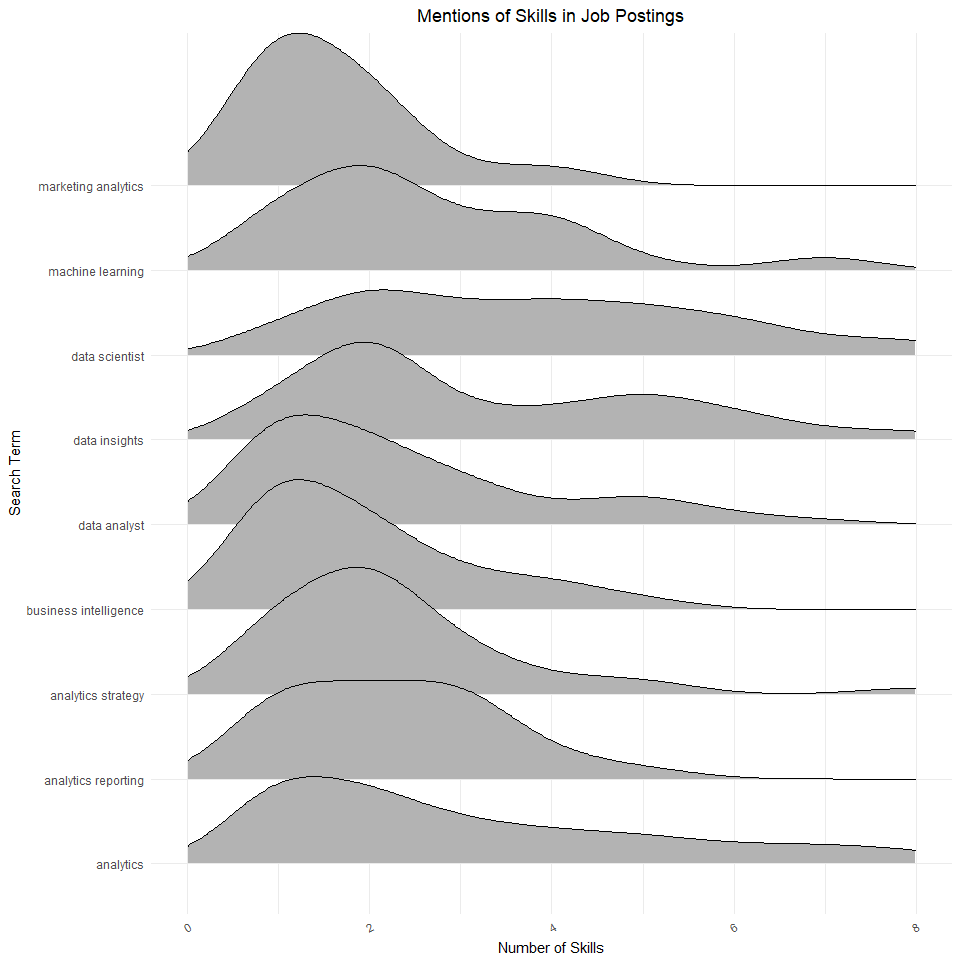 Mentions of Skills in Job Postings
marketing analytics
machine learning
data scientist
data insights
data analyst
business intelligence
analytics strategy
analytics reporting
analytics
Search Term
0 2 4 6 8
Number of Skills